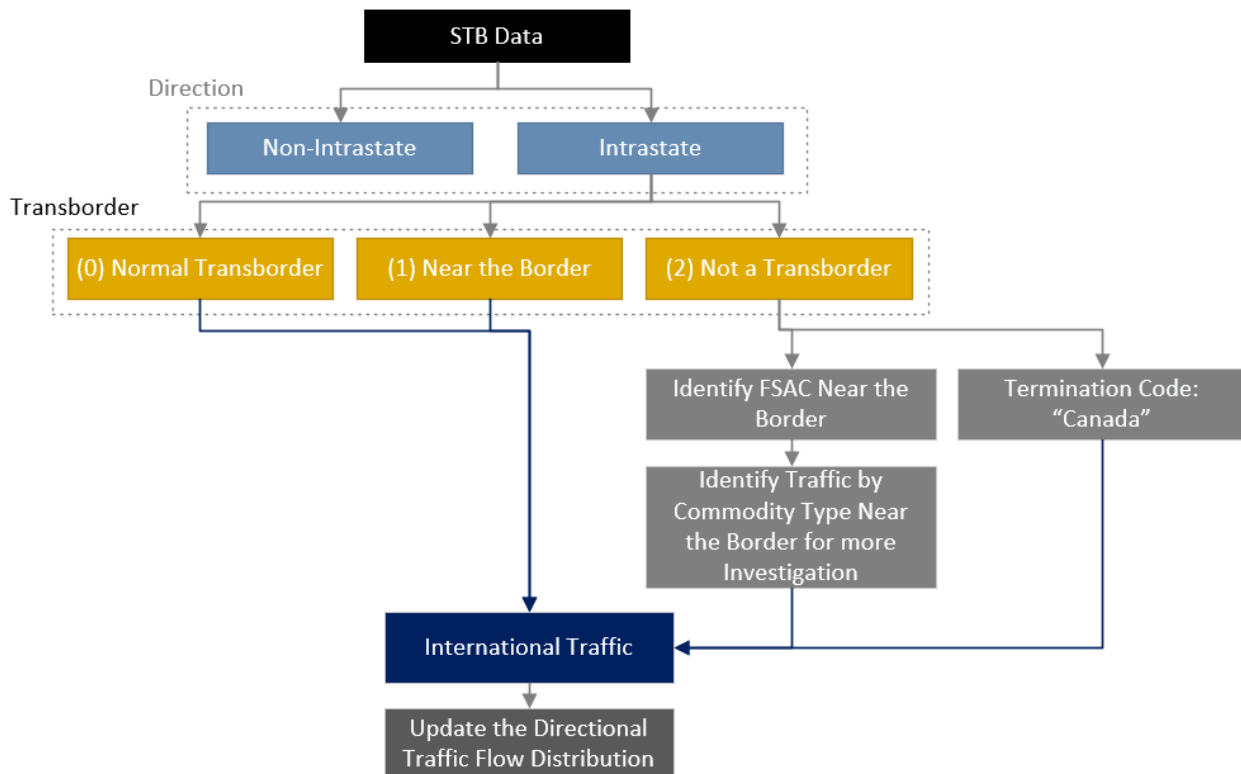 STB Data
Direction
Non-Intrastate
Intrastate
Transborder
(0) Normal Transborder
(1) Near the Border
(2) Not a Transborder
Identify FSAC Near the
Border
Termination Code:
“Canada”
Identify Traffic by
Commodity Type Near
the Border for more
Investigation
International Traffic
Update the Directional
Traffic Flow Distribution